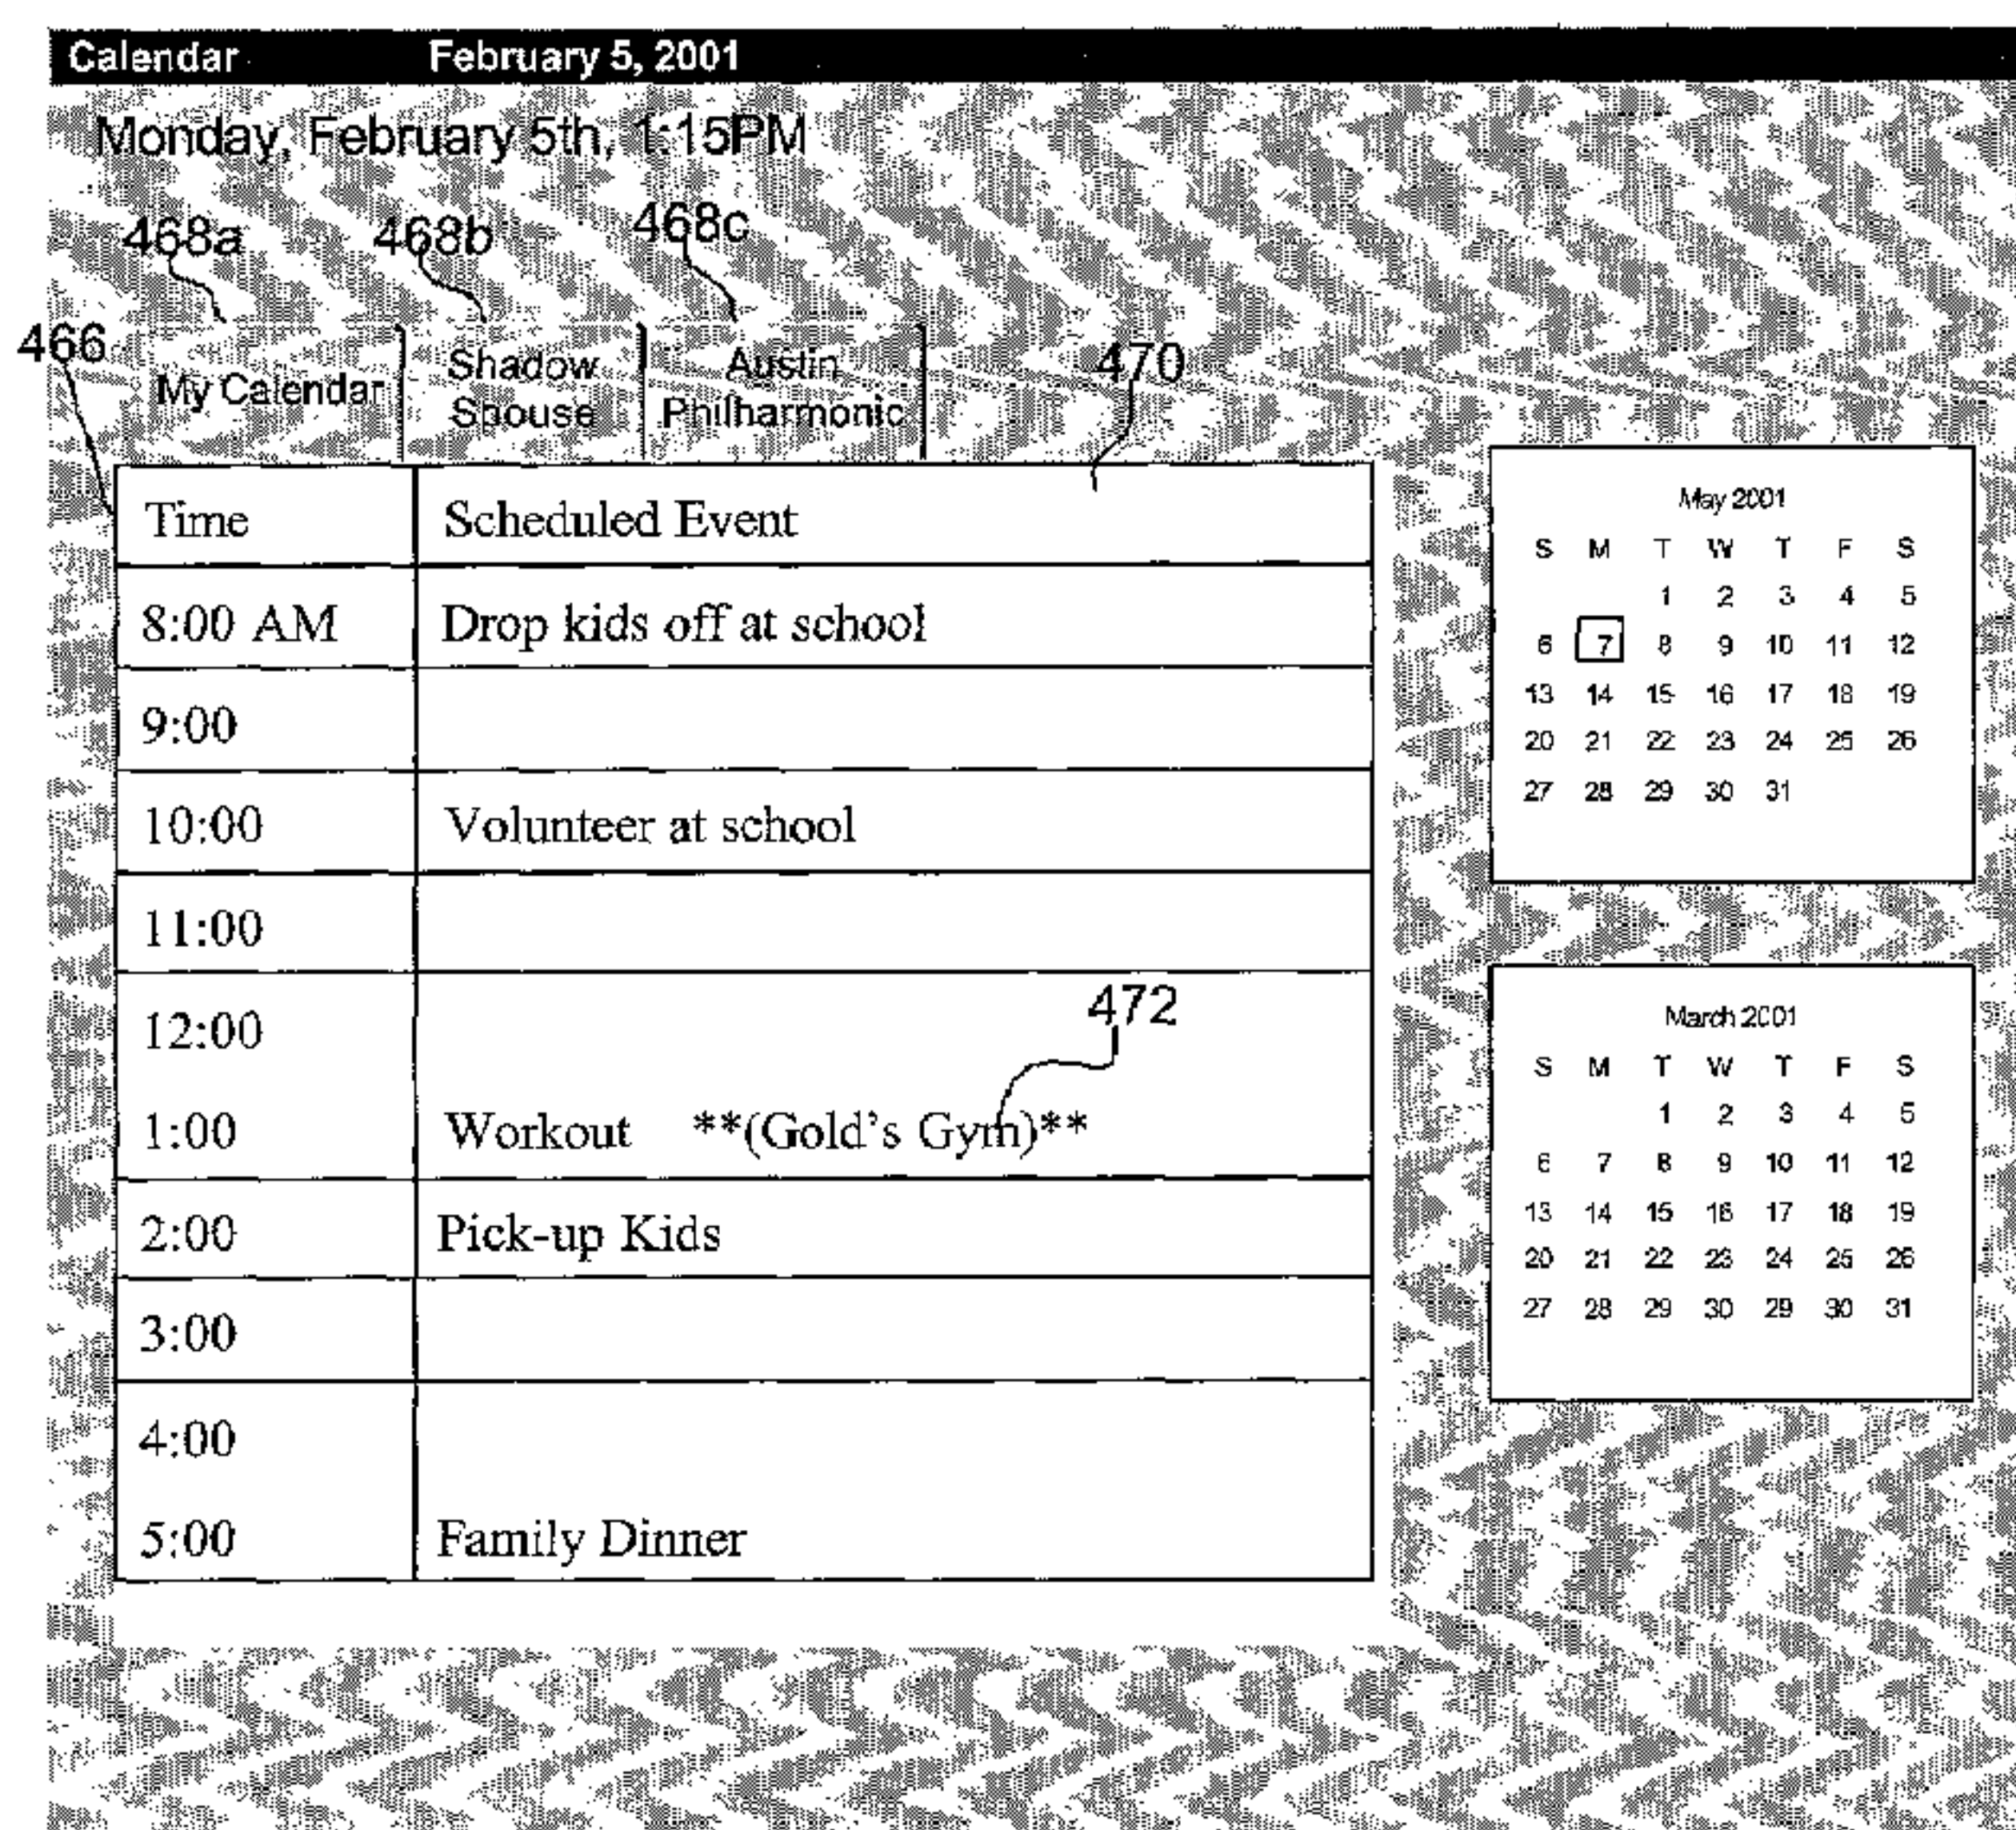 Calendar February 5, 2001
Monday, February 5th, 1:15PM
468a 468b 468c
466 470
My Calendar Shadow Spouse Austin Philharmonic
Time Scheduled Event
8:00 AM Drop kids off at school
9:00
10:00 Volunteer at school
11:00
12:00
472
1:00 Workout **(Gold's Gym)**
2:00 Pick-up Kids
3:00
4:00
5:00 Family Dinner
May 2001
S M T W T F S
1 2 3 4 5
6 7 8 9 10 11 12
13 14 15 16 17 18 19
20 21 22 23 24 25 26
27 28 29 30 31
March 2001
S M T W T F S
1 2 3 4 5
6 7 8 9 10 11 12
13 14 15 16 17 18 19
20 21 22 23 24 25 26
27 28 29 30 29 30 31